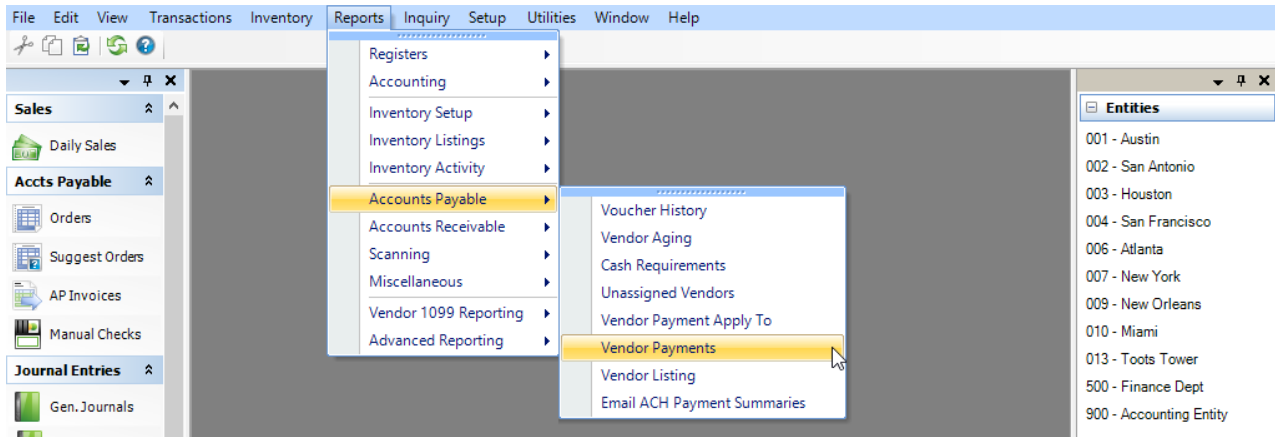 File Edit View Transactions Inventory Reports Inquiry Setup Utilities Window Help
Sales
Daily Sales
Accts Payable
Orders
Suggest Orders
AP Invoices
Manual Checks
Journal Entries
Gen. Journals
Registers
Accounting
Inventory Setup
Inventory Listings
Inventory Activity
Accounts Payable
Accounts Receivable
Scanning
Miscellaneous
Vendor 1099 Reporting
Advanced Reporting
Voucher History
Vendor Aging
Cash Requirements
Unassigned Vendors
Vendor Payment Apply To
Vendor Payments
Vendor Listing
Email ACH Payment Summaries
Entities
001 - Austin
002 - San Antonio
003 - Houston
004 - San Francisco
006 - Atlanta
007 - New York
009 - New Orleans
010 - Miami
013 - Toots Tower
500 - Finance Dept
900 - Accounting Entity